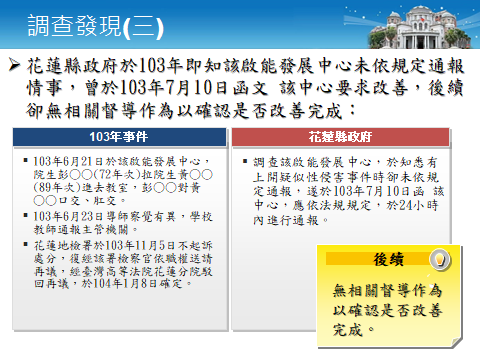 調查發現(三)
花蓮縣政府於103年即知該啟能發展中心未依規定通報
情事，曾於103年7月10日函文 該中心要求改善，後續
卻無相關督導作為以確認是否改善完成：
103年事件
103年6月21日於該啟能發展中心，
院生彭○○(72年次)拉院生黃○○
(89年次)進去教室，彭○○對黃
○○口交、肛交。
103年6月23日導師察覺有異，學校
教師通報主管機關。
花蓮地檢署於103年11月5日不起訴
處分，復經該署檢察官依職權送請
再議，經臺灣高等法院花蓮分院駁
回再議，於104年1月8日確定。
花蓮縣政府
調查該啟能發展中心，於知悉有
上開疑似性侵害事件時卻未依規
定通報，遂於103年7月10日函 該
中心，應依法規規定，於24小時
內進行通報。
後續
無相關督導作為
以確認是否改善
完成。